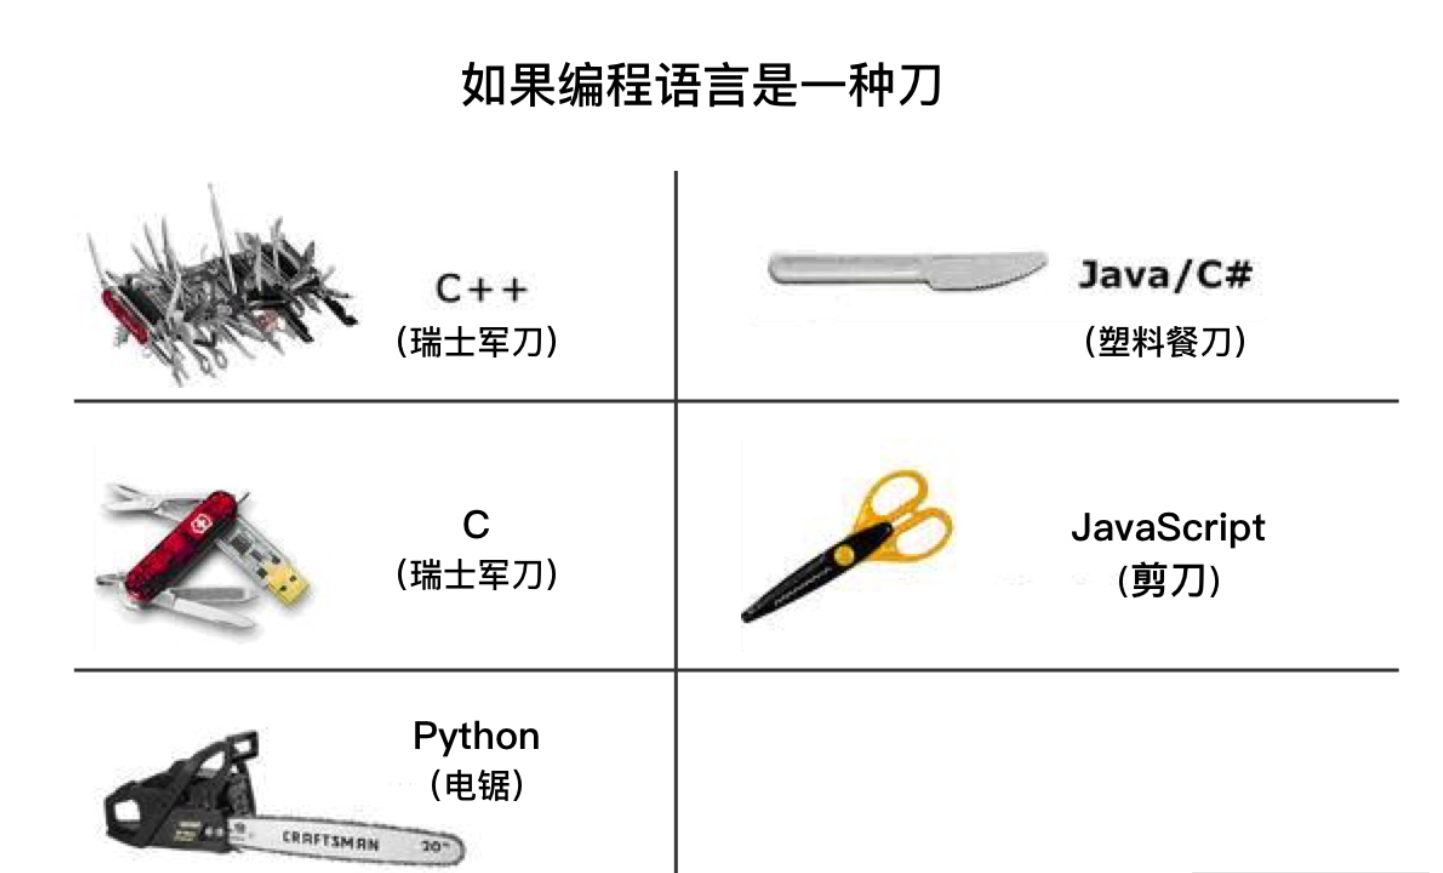 如果编程语言是一种刀
C++
（瑞士军刀）
Java/C#
（塑料餐刀）
C
（瑞士军刀）
JavaScript
（剪刀）
Python
（电锯）
CRAFTSMAN 20"